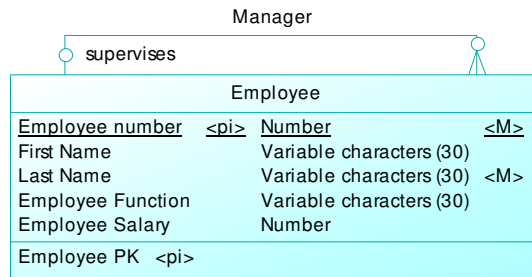 Manager
supervises
Employee
Employee number <pi> Number <M>
First Name Variable characters (30)
Last Name Variable characters (30) <M>
Employee Function Variable characters (30)
Employee Salary Number
Employee PK <pi>